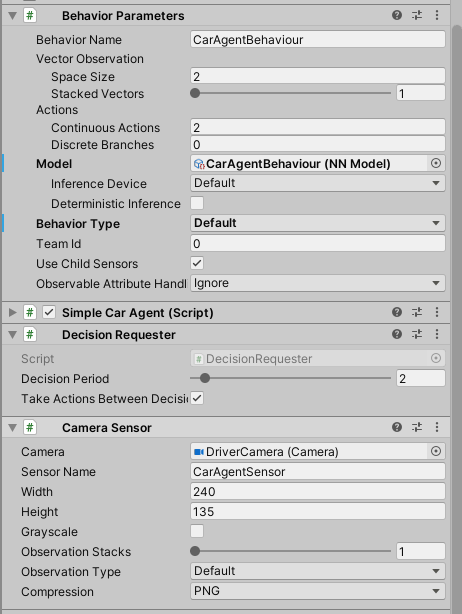 Behavior Parameters
Behavior Name CarAgentBehaviour
Vector Observation
Space Size 2
Stacked Vectors 1
Actions
Continuous Actions 2
Discrete Branches 0
Model CarAgentBehaviour (NN Model)
Inference Device Default
Deterministic Inference
Behavior Type Default
Team Id 0
Use Child Sensors
Observable Attribute Handl Ignore
# Simple Car Agent (Script)
# Decision Requester
Script # DecisionRequester
Decision Period 2
Take Actions Between Decisi
# Camera Sensor
Camera DriverCamera (Camera)
Sensor Name CarAgentSensor
Width 240
Height 135
Grayscale
Observation Stacks 1
Observation Type Default
Compression PNG